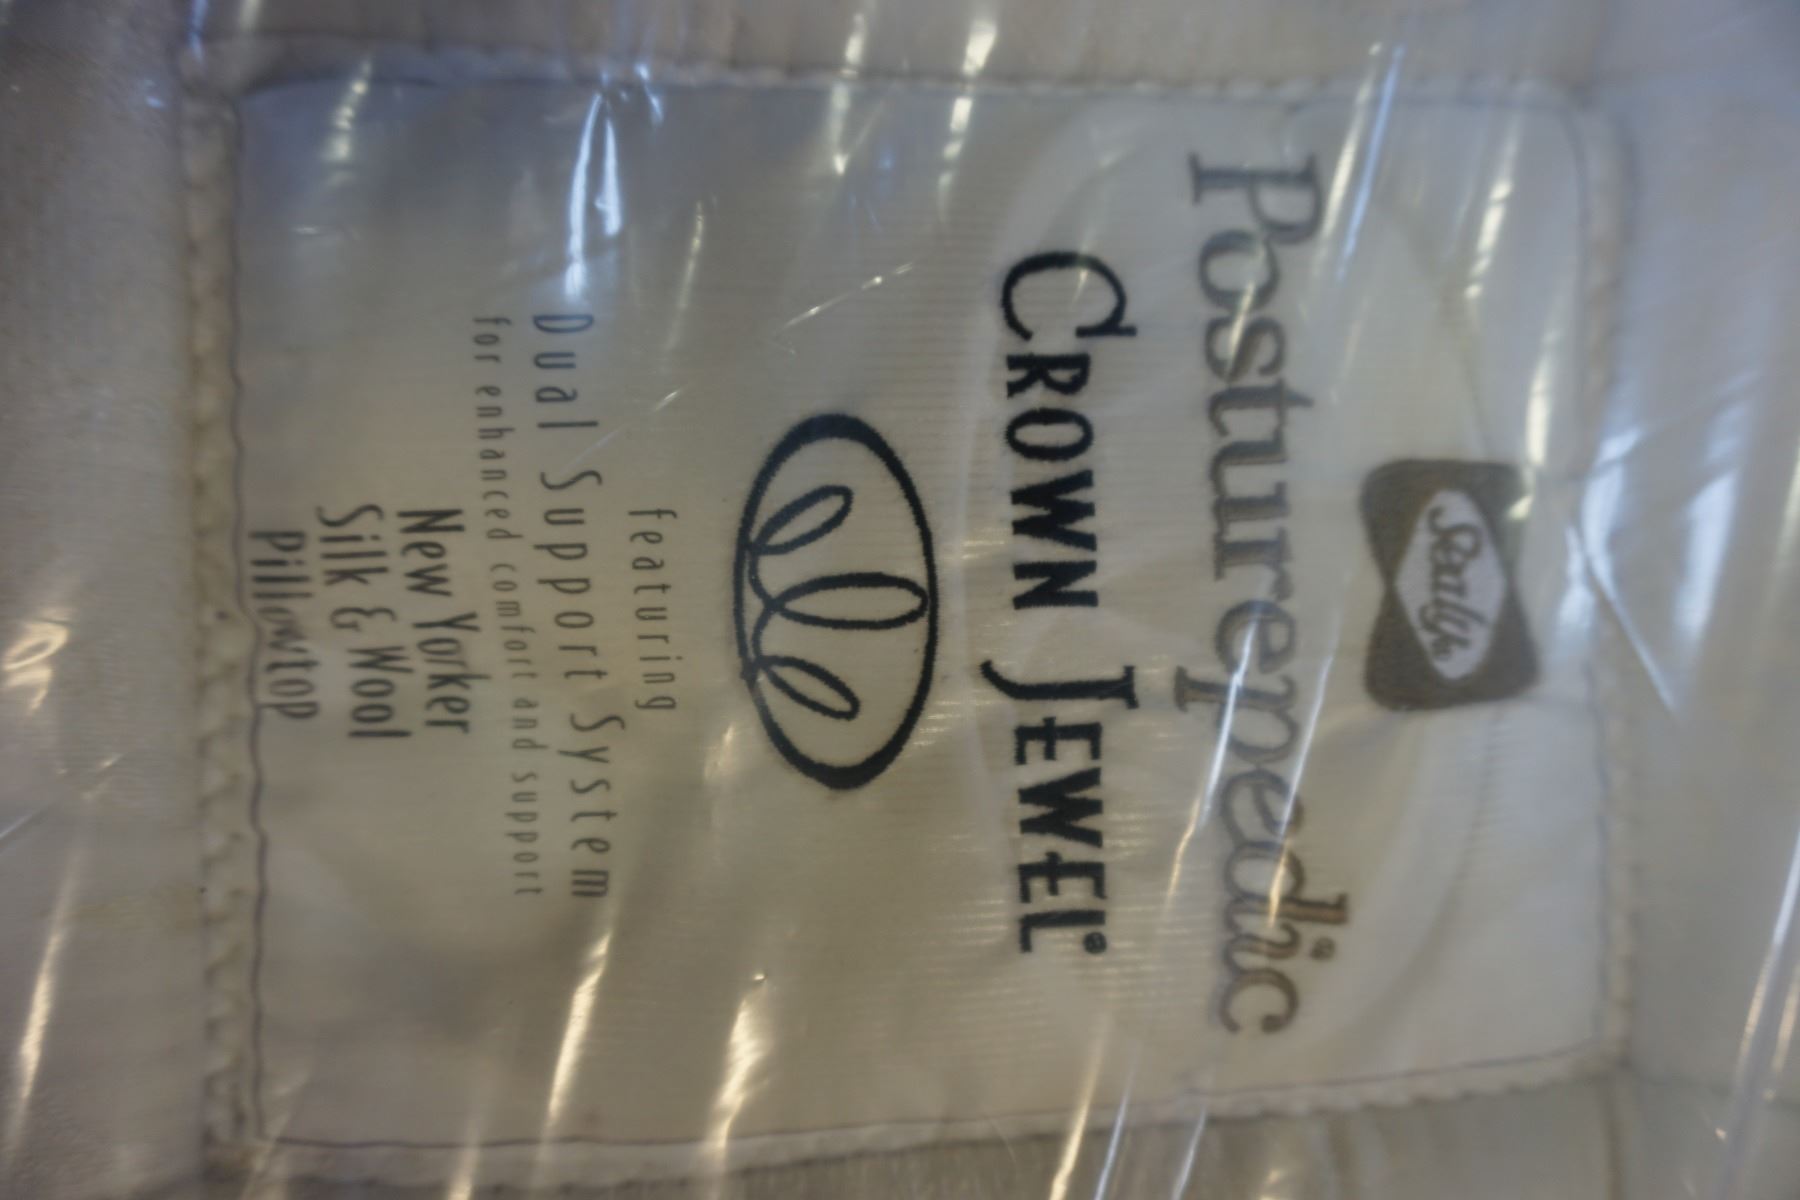 Sealy
Posturepedic®
CROWN JEWEL®
featuring
Dual Support System
for enhanced comfort and support
New Yorker
Silk & Wool
Pillowtop